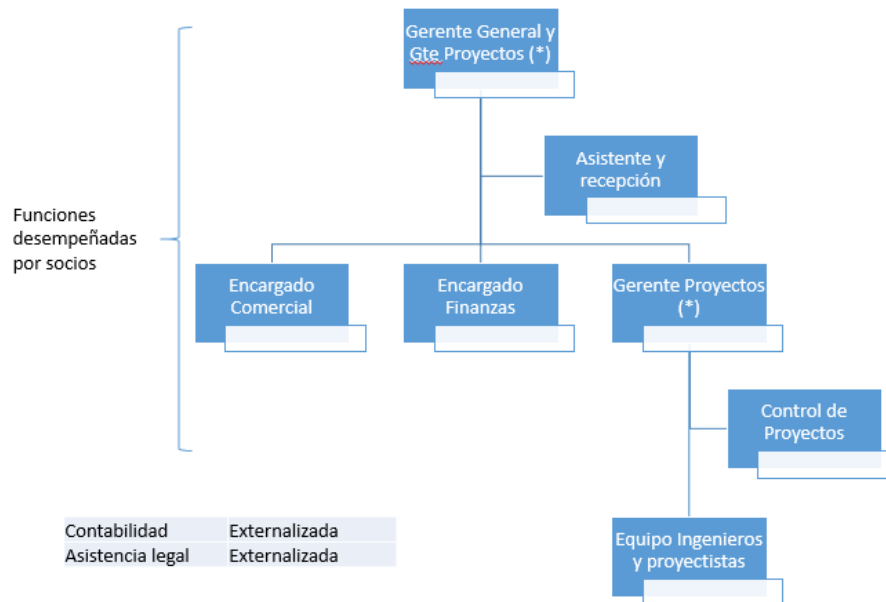 Gerente General y
Gte Proyectos (*)
Asistente y
recepción
Funciones
desempeñadas
por socios
Encargado
Comercial
Encargado
Finanzas
Gerente Proyectos
(*)
Control de
Proyectos
Contabilidad Externalizada
Asistencia legal Externalizada
Equipo Ingenieros
y proyectistas